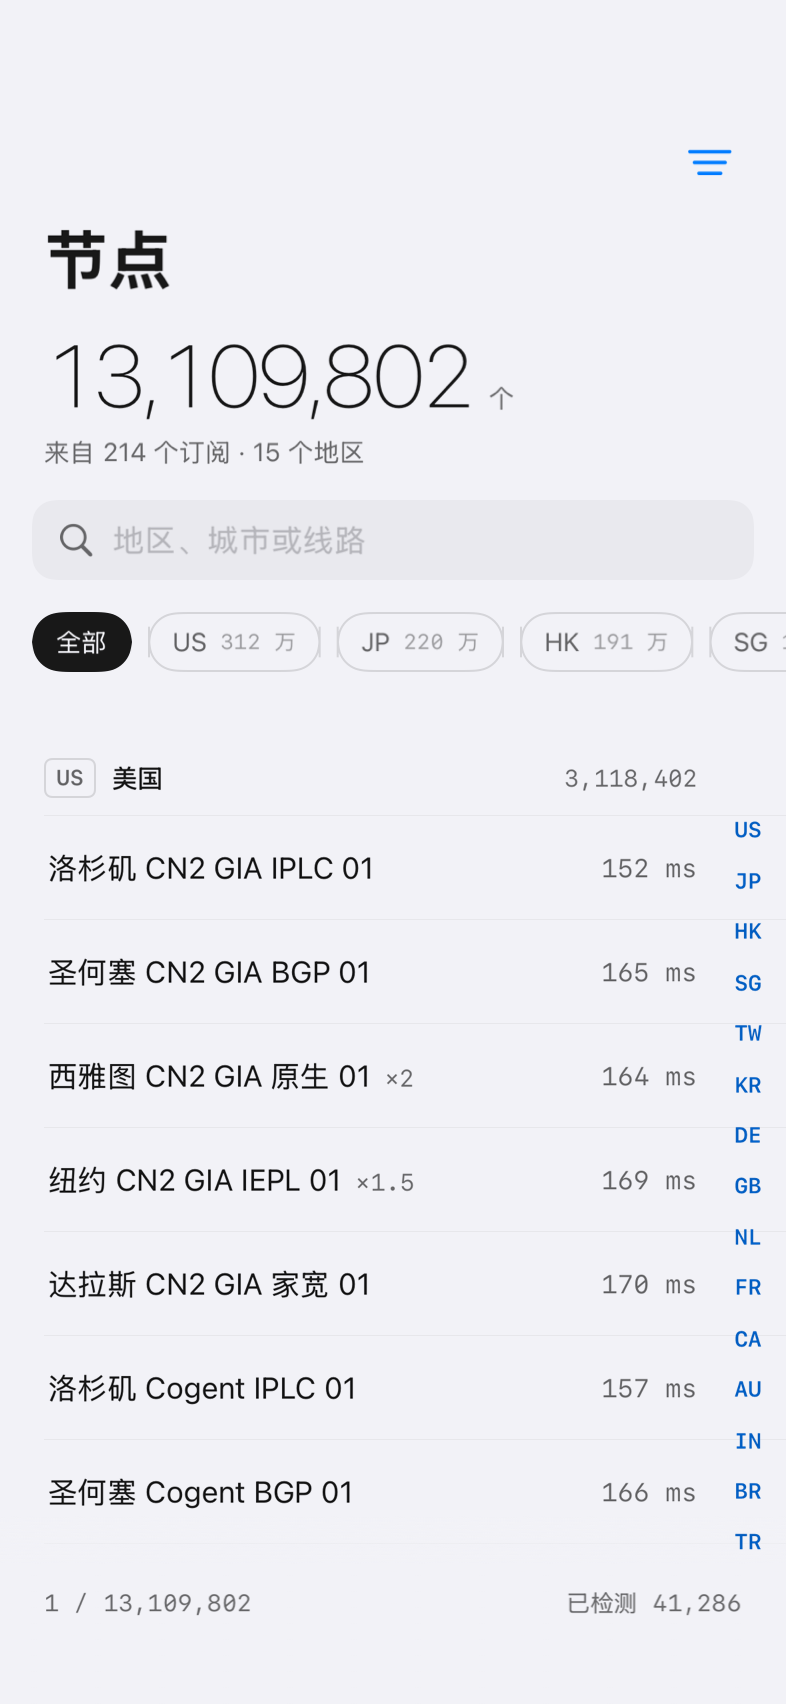 节点
13,109,802 个
来自 214 个订阅 · 15 个地区
地区、城市或线路
全部 US 312 万 JP 220 万 HK 191 万 SG
US 美国 3,118,402
洛杉矶 CN2 GIA IPLC 01 152 ms
圣何塞 CN2 GIA BGP 01 165 ms
西雅图 CN2 GIA 原生 01 ×2 164 ms
纽约 CN2 GIA IEPL 01 ×1.5 169 ms
达拉斯 CN2 GIA 家宽 01 170 ms
洛杉矶 Cogent IPLC 01 157 ms
圣何塞 Cogent BGP 01 166 ms
US
JP
HK
SG
TW
KR
DE
GB
NL
FR
CA
AU
IN
BR
TR
1 / 13,109,802 已检测 41,286